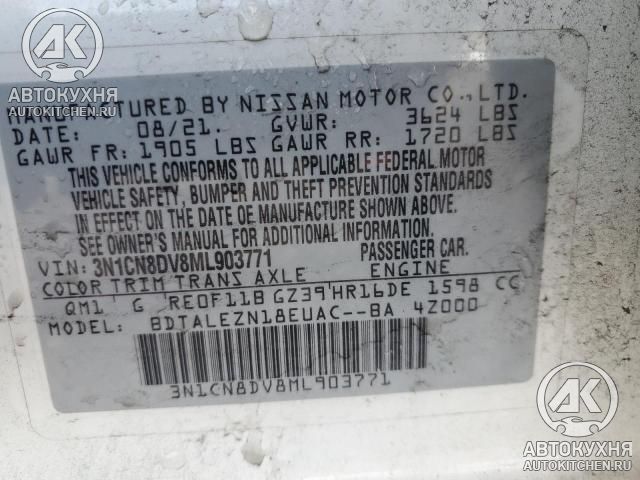 АВТОКУХНЯ
AUTOKITCHEN.RU
MANUFACTURED BY NISSAN MOTOR CO., LTD.
DATE: 08/21. GVWR: 3624 LBS
GAWR FR: 1905 LBS GAWR RR: 1720 LBS
THIS VEHICLE CONFORMS TO ALL APPLICABLE FEDERAL MOTOR
VEHICLE SAFETY, BUMPER AND THEFT PREVENTION STANDARDS
IN EFFECT ON THE DATE OF MANUFACTURE SHOWN ABOVE.
SEE OWNER'S MANUAL FOR ADDITIONAL INFORMATION.
VIN: 3N1CN8DV8ML903771 PASSENGER CAR.
COLOR TRIM TRANS AXLE ENGINE
QM1 G RE0F11B GZ39 HR16DE 1598 CC
MODEL: BDTALEZN18EUAC--BA 4Z000
3N1CN8DV8ML903771
АВТОКУХНЯ
AUTOKITCHEN.RU